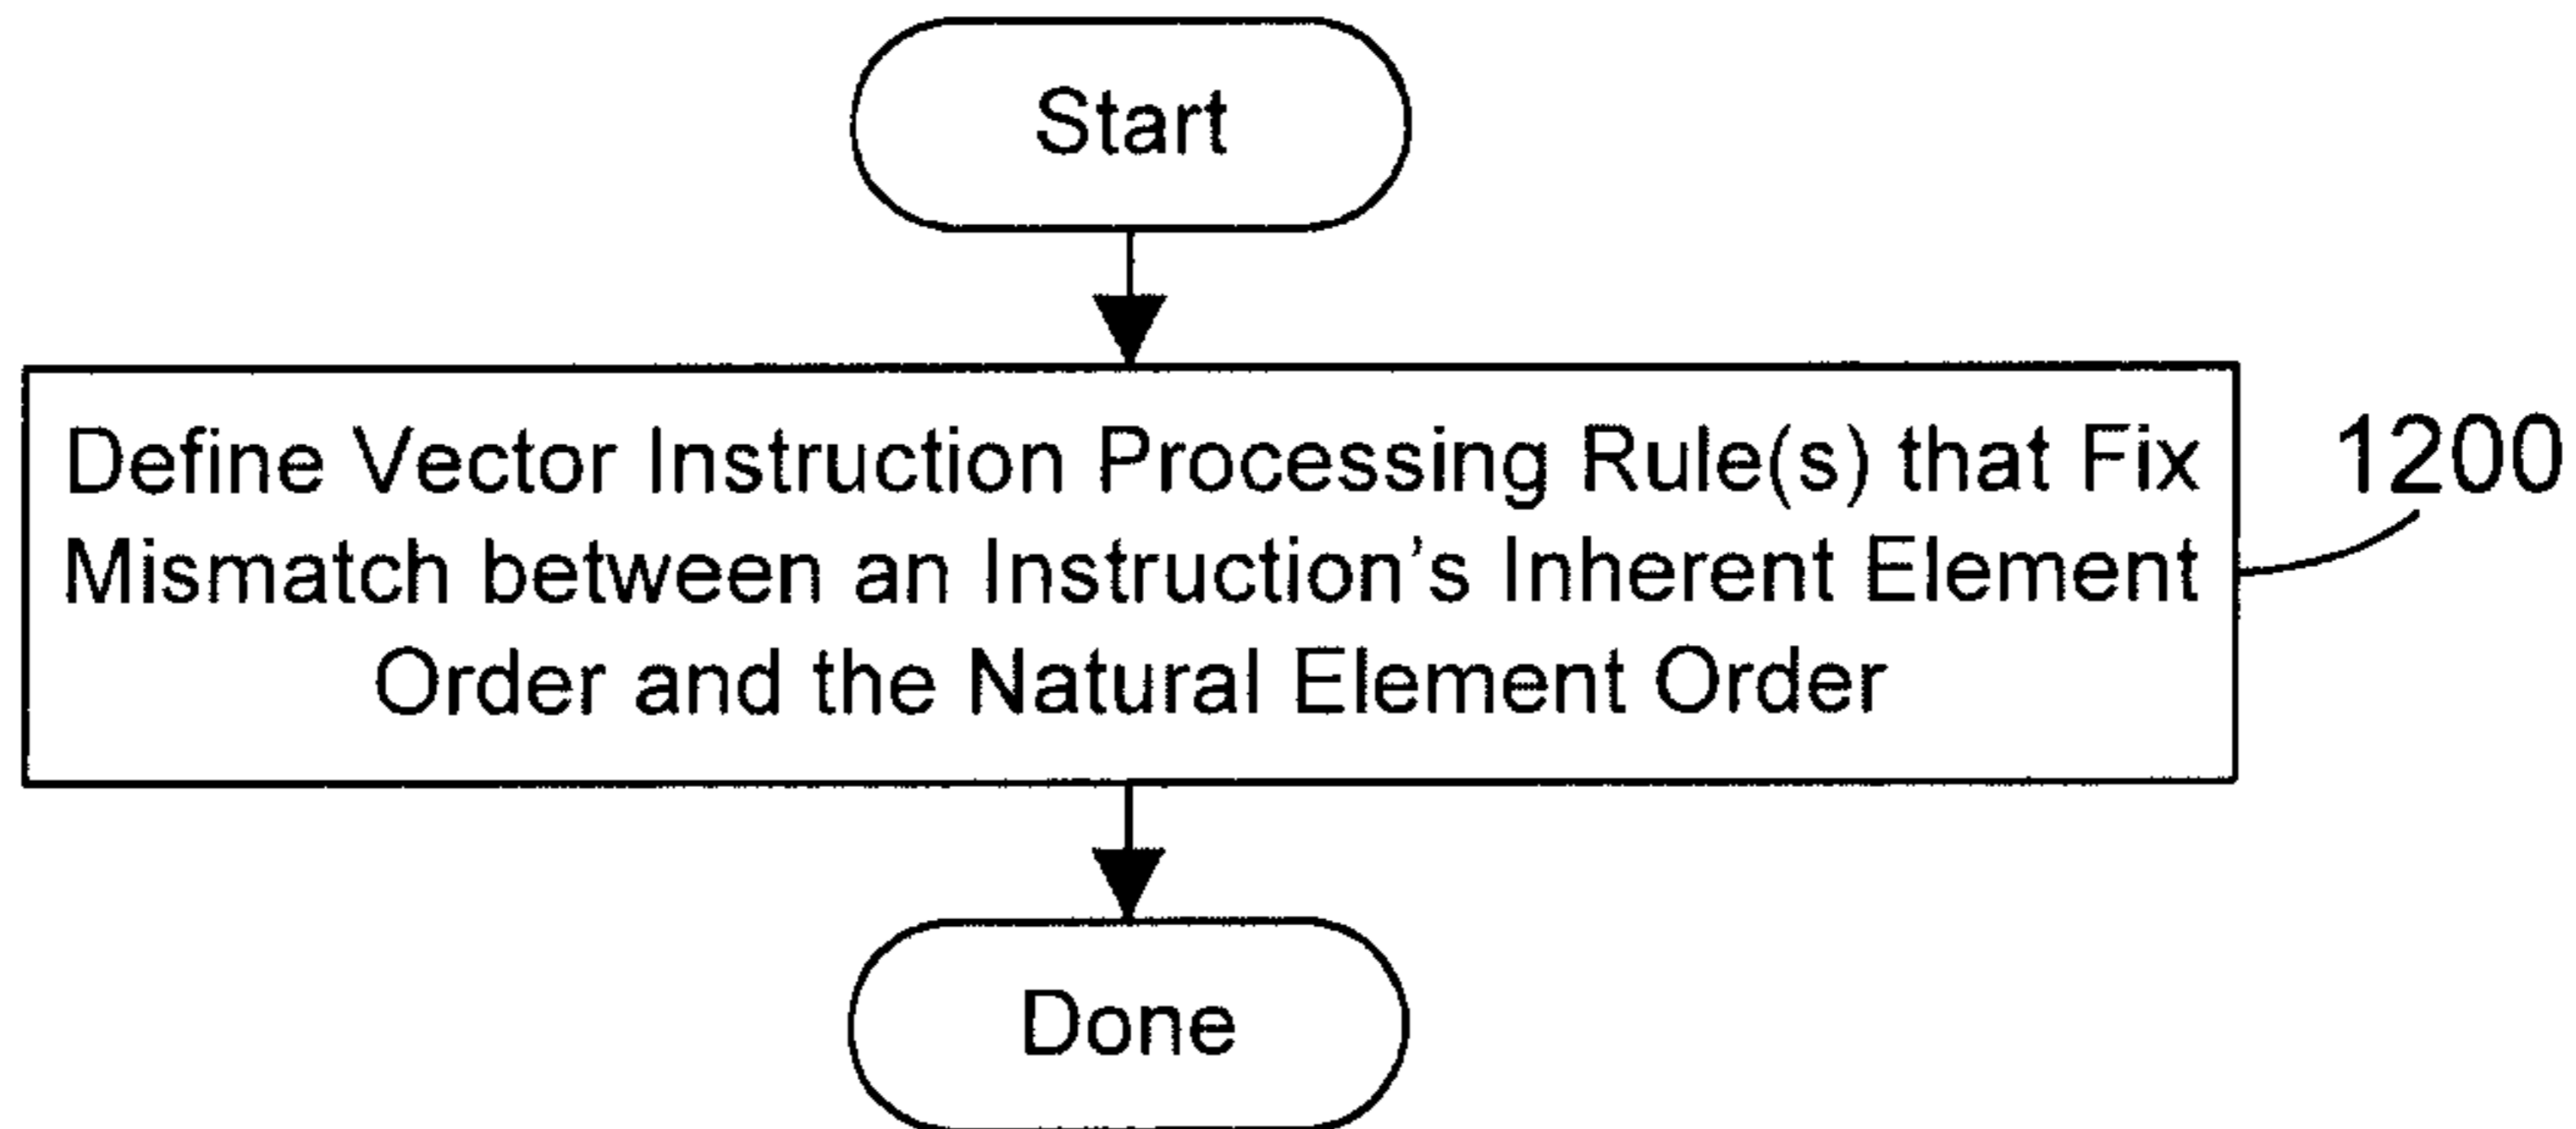 Start
Define Vector Instruction Processing Rule(s) that Fix
Mismatch between an Instruction’s Inherent Element
Order and the Natural Element Order
1200
Done